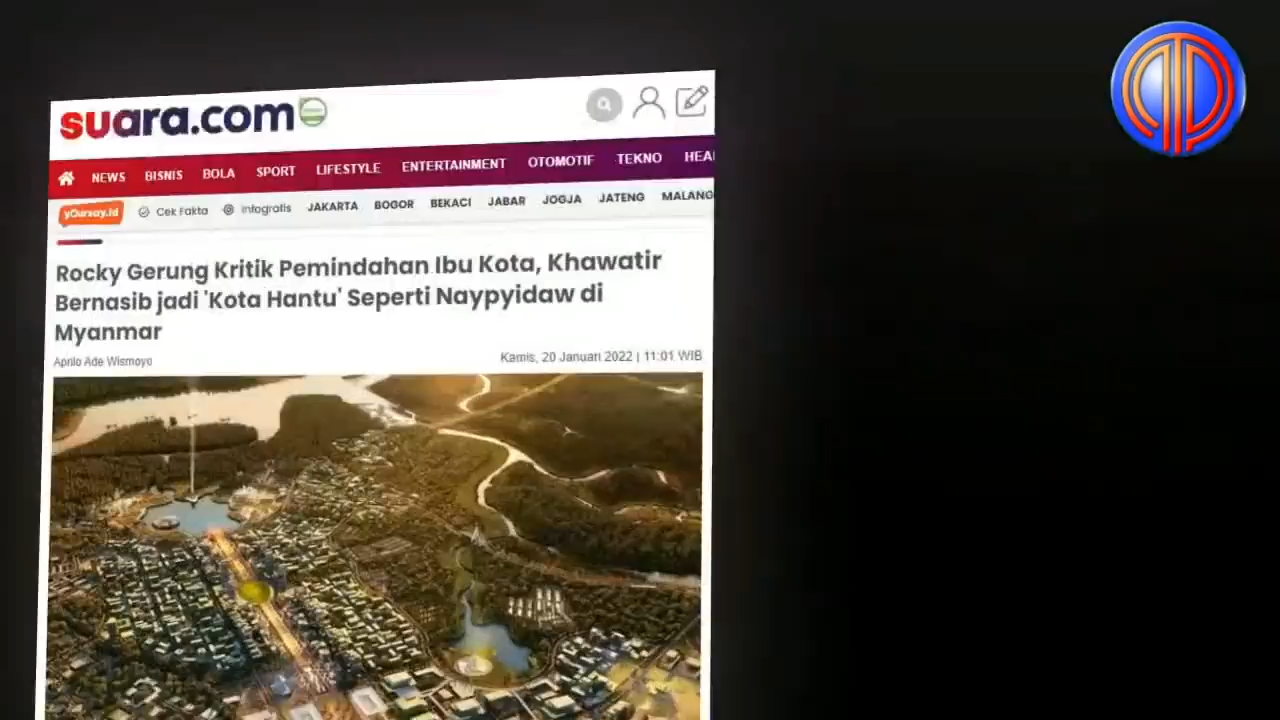 suara.com
NEWS BISNIS BOLA SPORT LIFESTYLE ENTERTAINMENT OTOMOTIF TEKNO HEAL
yoursay.id Cek Fakta Infogratis JAKARTA BOGOR BEKACI JABAR JOGJA JATENG MALANG
Rocky Gerung Kritik Pemindahan Ibu Kota, Khawatir
Bernasib jadi 'Kota Hantu' Seperti Naypyidaw di
Myanmar
Aprilo Ade Wismoyo Kamis, 20 Januari 2022 | 11:01 WIB